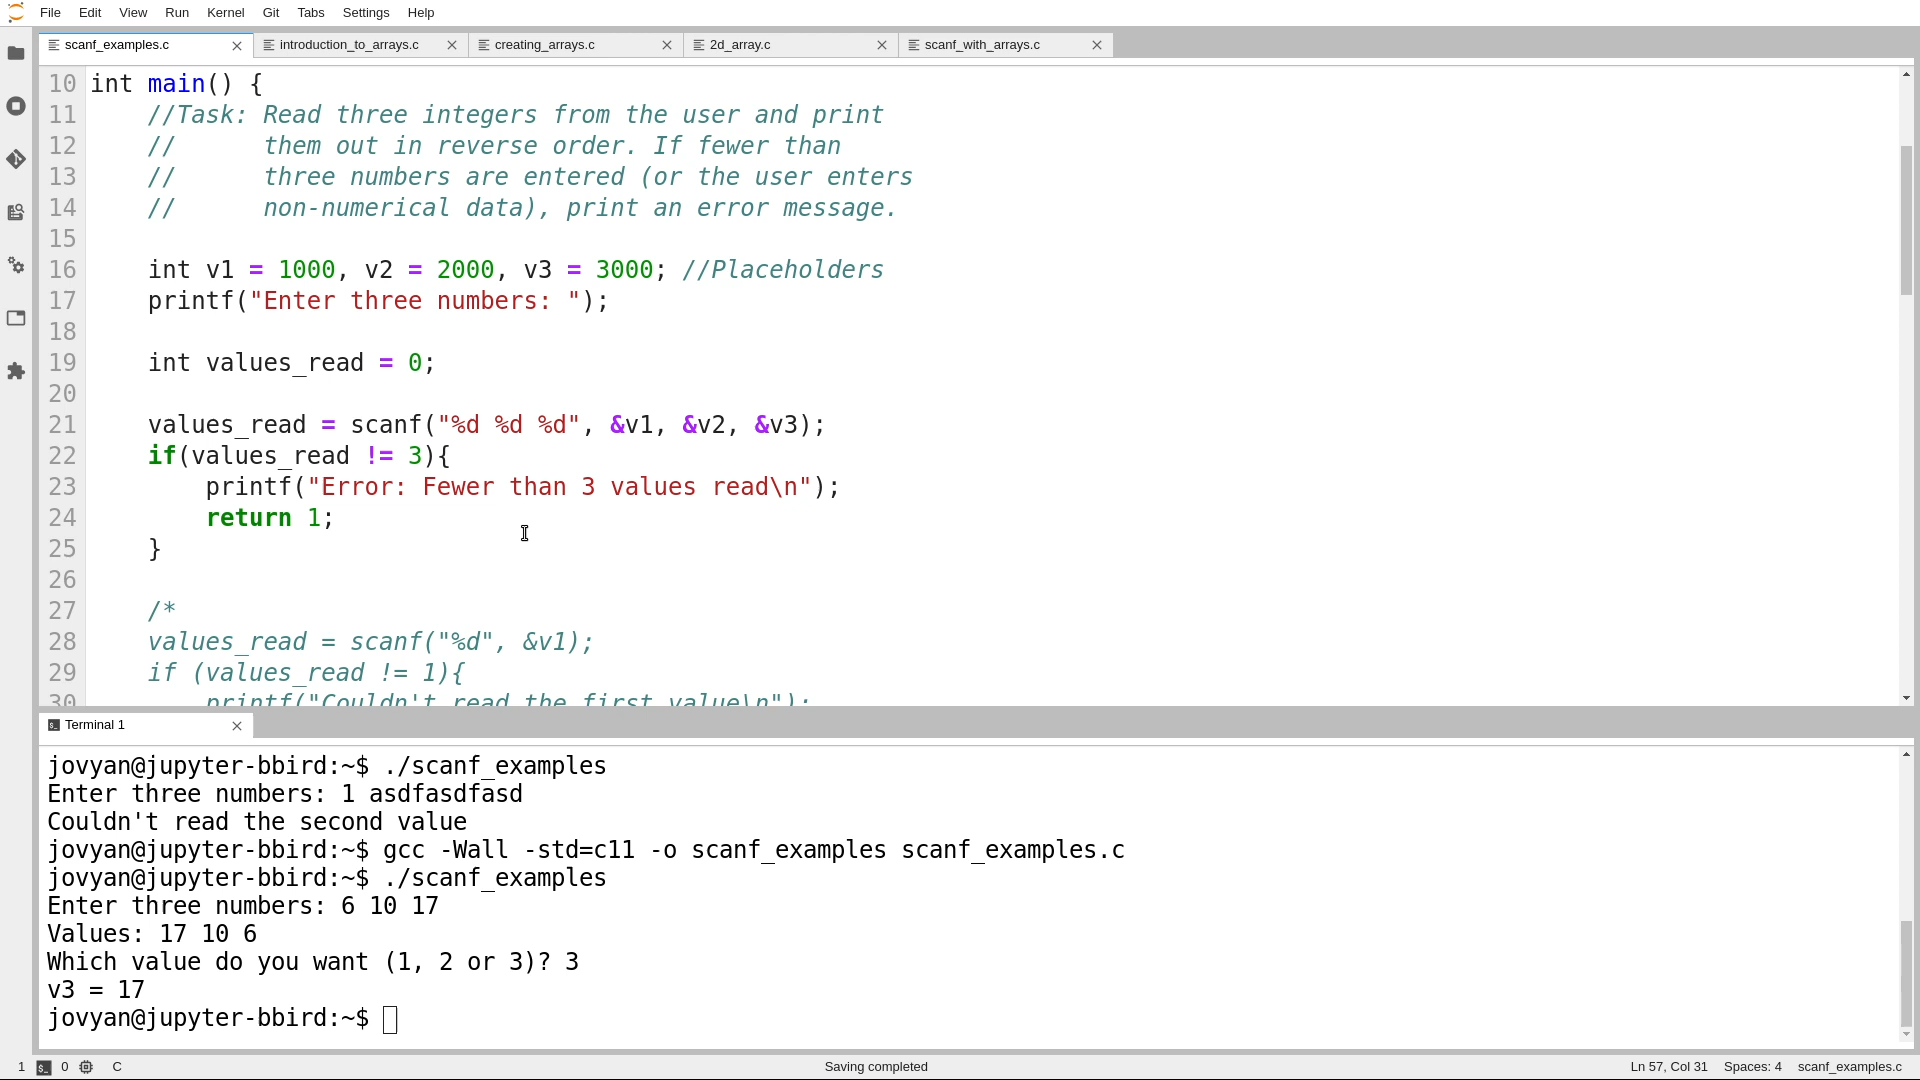 File Edit View Run Kernel Git Tabs Settings Help
scanf_examples.c introduction_to_arrays.c creating_arrays.c 2d_array.c scanf_with_arrays.c
10 int main() {
11     //Task: Read three integers from the user and print
12     //      them out in reverse order. If fewer than
13     //      three numbers are entered (or the user enters
14     //      non-numerical data), print an error message.
15
16     int v1 = 1000, v2 = 2000, v3 = 3000; //Placeholders
17     printf("Enter three numbers: ");
18
19     int values_read = 0;
20
21     values_read = scanf("%d %d %d", &v1, &v2, &v3);
22     if(values_read != 3){
23         printf("Error: Fewer than 3 values read\n");
24         return 1;
25     }
26
27     /*
28     values_read = scanf("%d", &v1);
29     if (values_read != 1){
30         printf("Couldn't read the first value\n");
Terminal 1
jovyan@jupyter-bbird:~$ ./scanf_examples
Enter three numbers: 1 asdfasdfasd
Couldn't read the second value
jovyan@jupyter-bbird:~$ gcc -Wall -std=c11 -o scanf_examples scanf_examples.c
jovyan@jupyter-bbird:~$ ./scanf_examples
Enter three numbers: 6 10 17
Values: 17 10 6
Which value do you want (1, 2 or 3)? 3
v3 = 17
jovyan@jupyter-bbird:~$
1 0 C Saving completed Ln 57, Col 31 Spaces: 4 scanf_examples.c